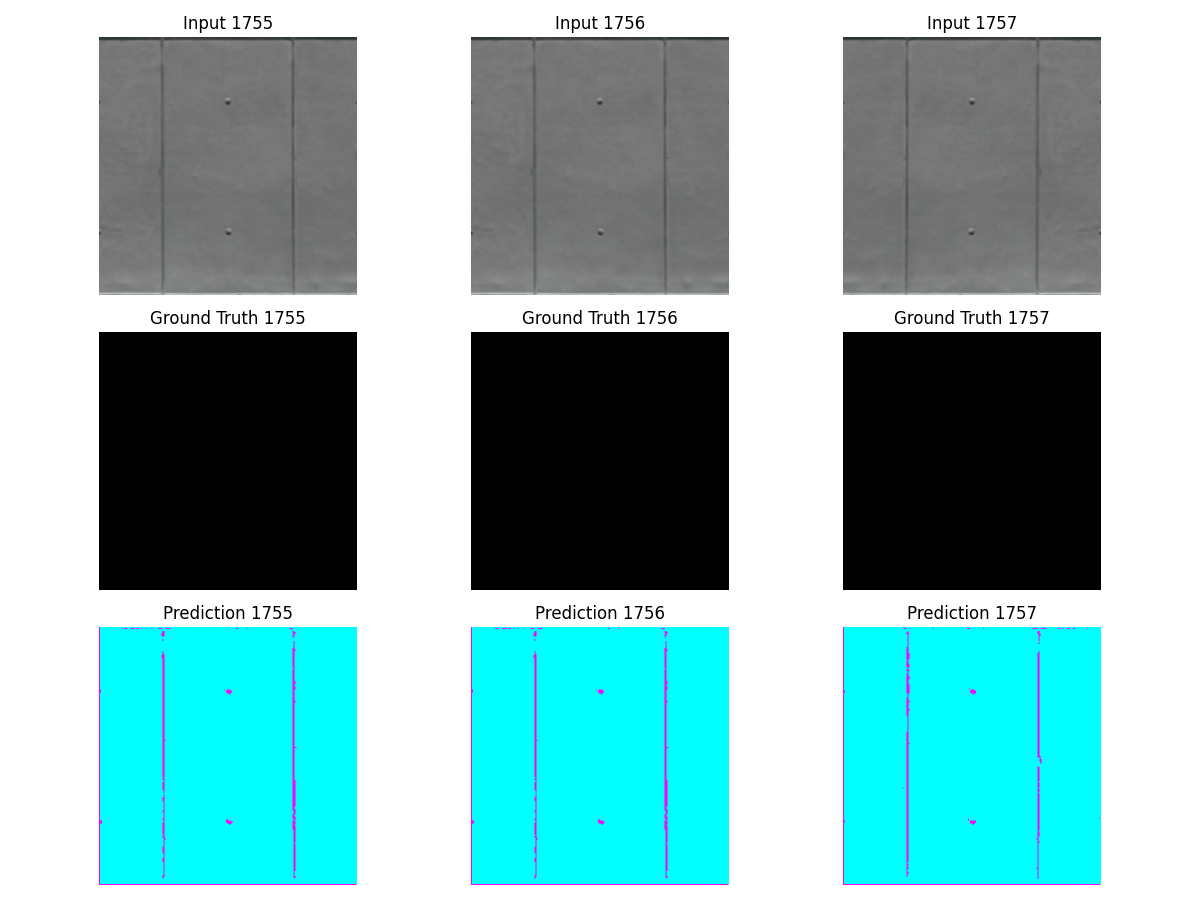 Input 1755
Input 1756
Input 1757
Ground Truth 1755
Ground Truth 1756
Ground Truth 1757
Prediction 1755
Prediction 1756
Prediction 1757